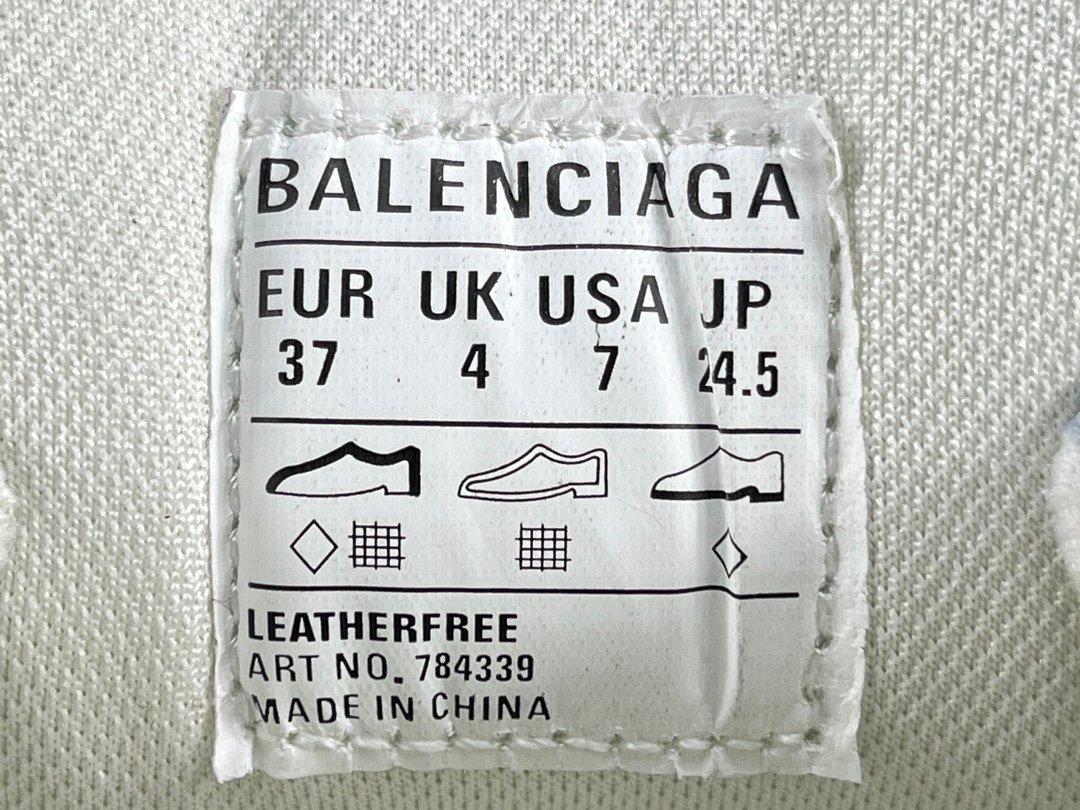 BALENCIAGA
EUR UK USA JP
37 4 7 24.5
LEATHERFREE
ART NO. 784339
MADE IN CHINA